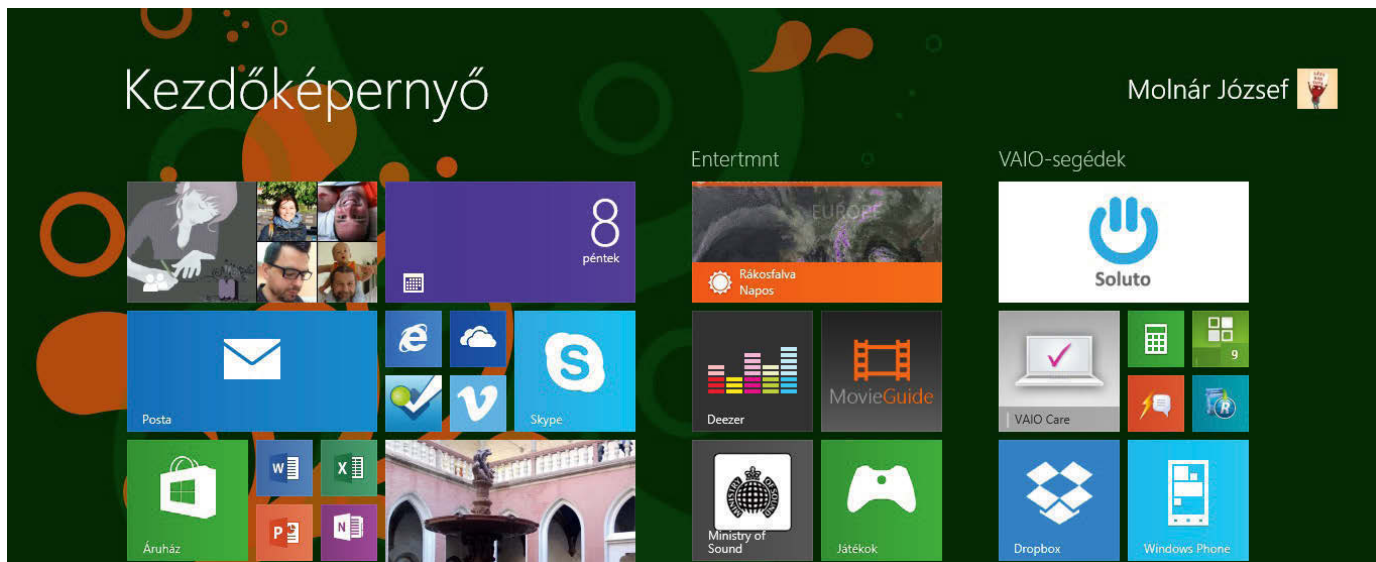 Kezdőképernyő
Molnár József
Entertmnt
VAIO-segédek
8
péntek
EUROPE
Rákosfalva
Napos
Soluto
Posta
Skype
Deezer
MovieGuide
VAIO Care
9
Áruház
Ministry of
Sound
Játékok
Dropbox
Windows Phone